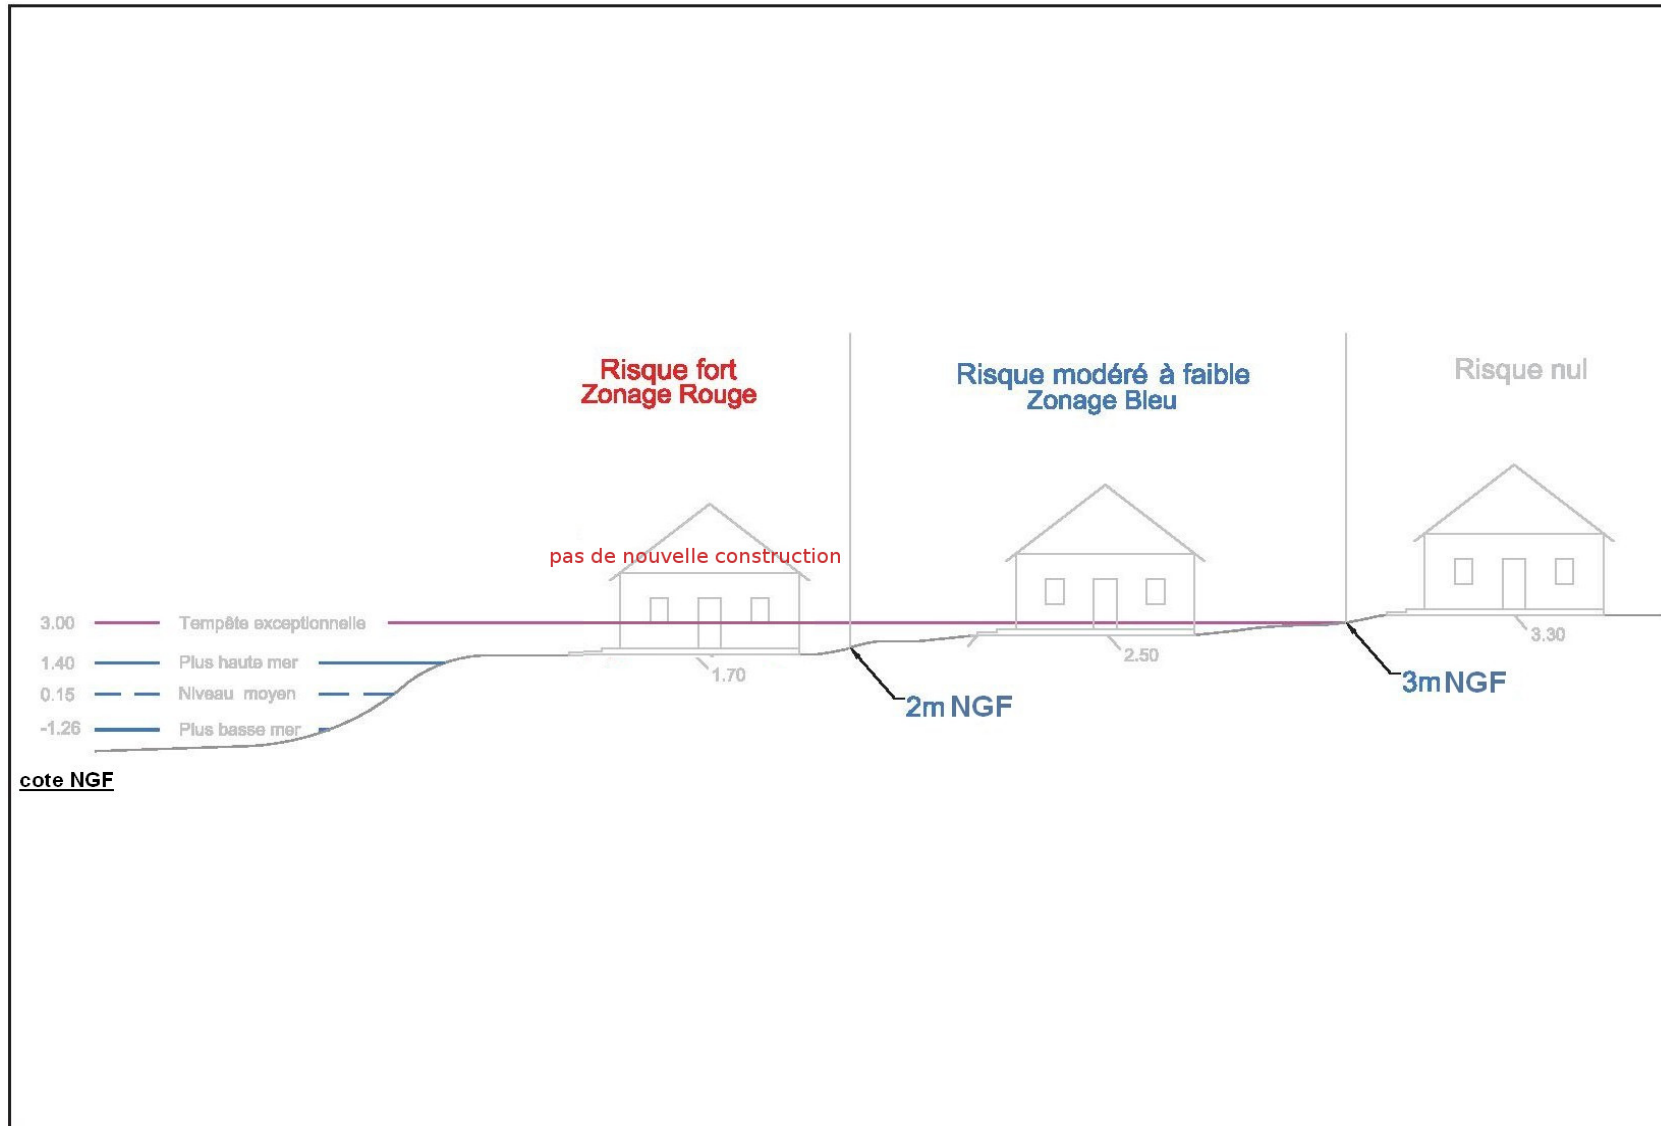 Risque fort
Zonage Rouge
Risque modéré à faible
Zonage Bleu
Risque nul
pas de nouvelle construction
3.00 Tempête exceptionnelle
1.40 Plus haute mer
0.15 Niveau moyen
-1.26 Plus basse mer
1.70
2.50
3.30
2m NGF
3m NGF
cote NGF